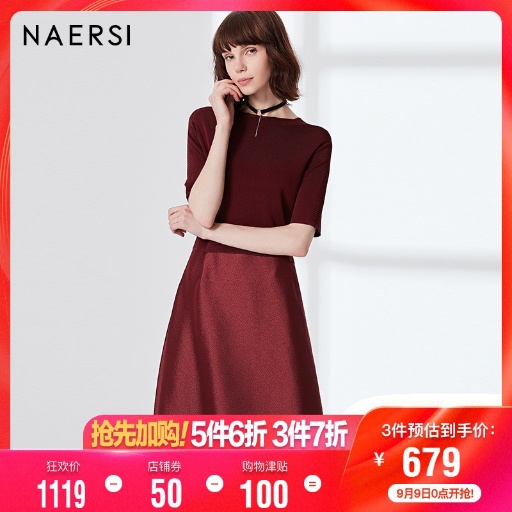 NAERSI
抢先加购! 5件6折 3件7折
3件预估到手价:
¥ 679
9月9日0点开抢!
狂欢价 店铺券 购物津贴
1119 - 50 - 100 =